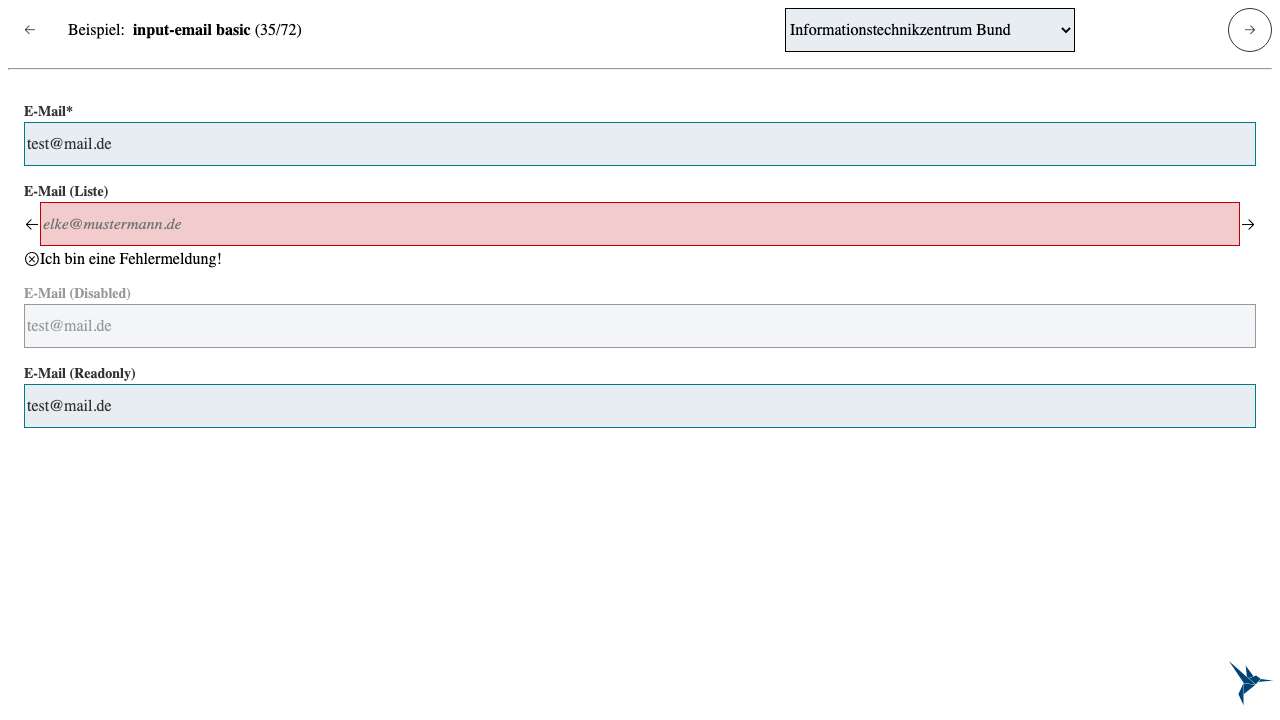 ← Beispiel: input-email basic (35/72) Informationstechnikzentrum Bund →
E-Mail*
test@mail.de
E-Mail (Liste)
← elke@mustermann.de →
Ich bin eine Fehlermeldung!
E-Mail (Disabled)
test@mail.de
E-Mail (Readonly)
test@mail.de